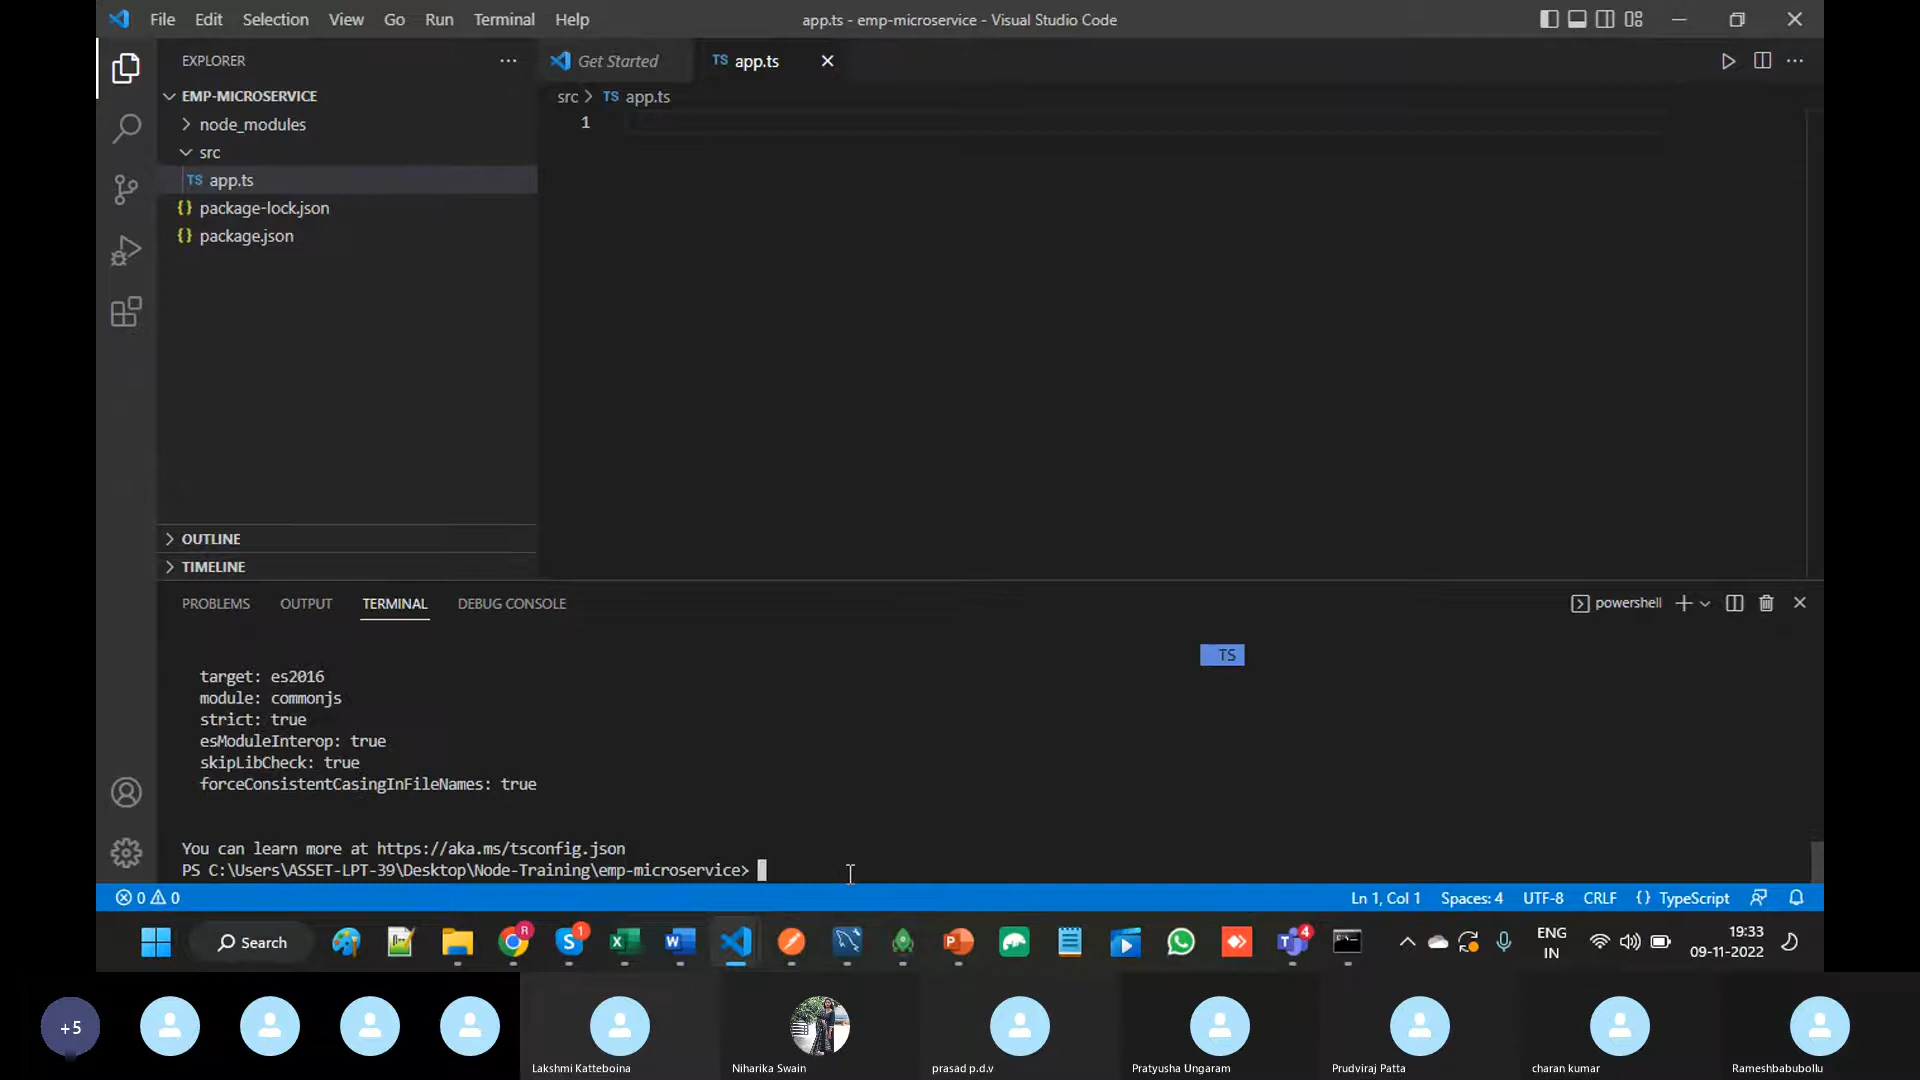 File Edit Selection View Go Run Terminal Help
app.ts - emp-microservice - Visual Studio Code
EXPLORER
Get Started
TS app.ts
EMP-MICROSERVICE
src > TS app.ts
node_modules
1
src
TS app.ts
{} package-lock.json
{} package.json
OUTLINE
TIMELINE
PROBLEMS OUTPUT TERMINAL DEBUG CONSOLE
powershell
TS
target: es2016
module: commonjs
strict: true
esModuleInterop: true
skipLibCheck: true
forceConsistentCasingInFileNames: true
You can learn more at https://aka.ms/tsconfig.json
PS C:\Users\ASSET-LPT-39\Desktop\Node-Training\emp-microservice>
0 0
Ln 1, Col 1 Spaces: 4 UTF-8 CRLF {} TypeScript
Search
R
S
1
W
P
4
ENG
IN
19:33
09-11-2022
+5
Lakshmi Katteboina
Niharika Swain
prasad p.d.v
Pratyusha Ungaram
Prudviraj Patta
charan kumar
Rameshbabubollu